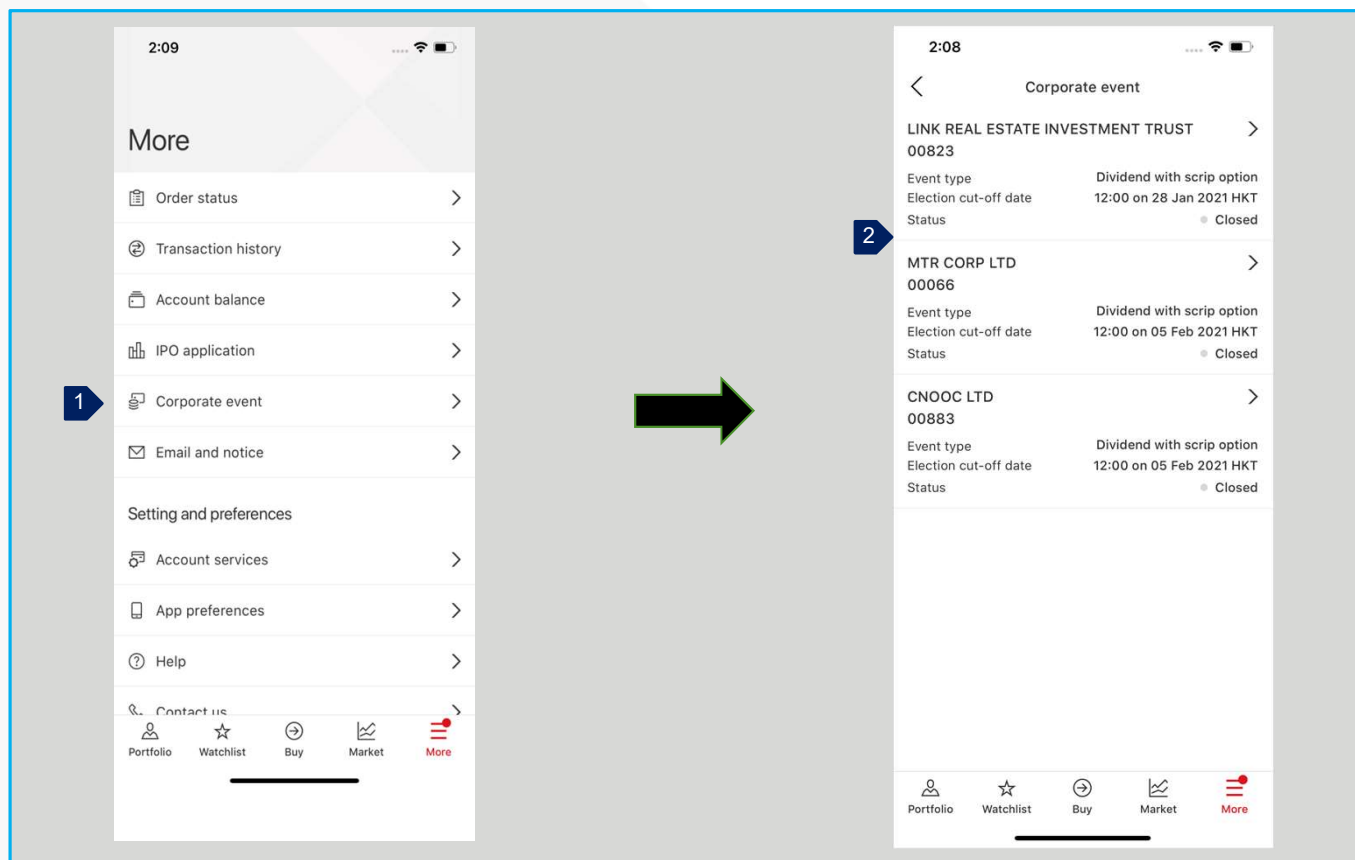 2:09
More
Order status
Transaction history
Account balance
IPO application
1
Corporate event
Email and notice
Setting and preferences
Account services
App preferences
Help
Contact us
Portfolio Watchlist Buy Market More
2:08
Corporate event
LINK REAL ESTATE INVESTMENT TRUST
00823
Event type Dividend with scrip option
Election cut-off date 12:00 on 28 Jan 2021 HKT
Status Closed
2
MTR CORP LTD
00066
Event type Dividend with scrip option
Election cut-off date 12:00 on 05 Feb 2021 HKT
Status Closed
CNOOC LTD
00883
Event type Dividend with scrip option
Election cut-off date 12:00 on 05 Feb 2021 HKT
Status Closed
Portfolio Watchlist Buy Market More